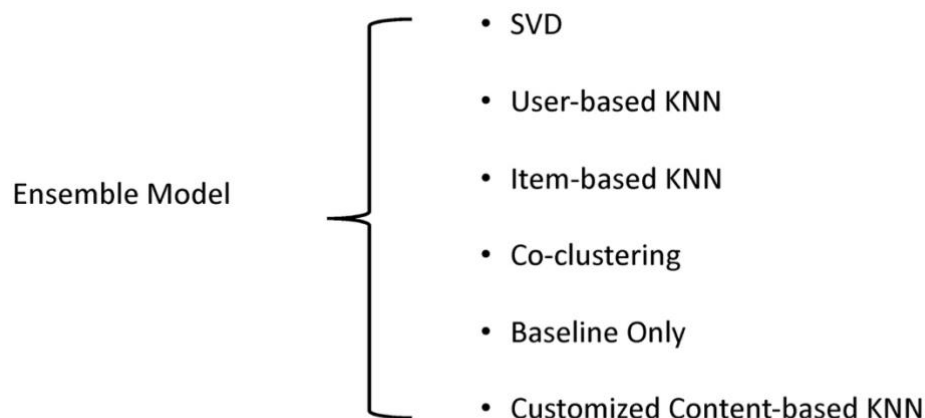 • SVD
• User-based KNN
• Item-based KNN
Ensemble Model
• Co-clustering
• Baseline Only
• Customized Content-based KNN